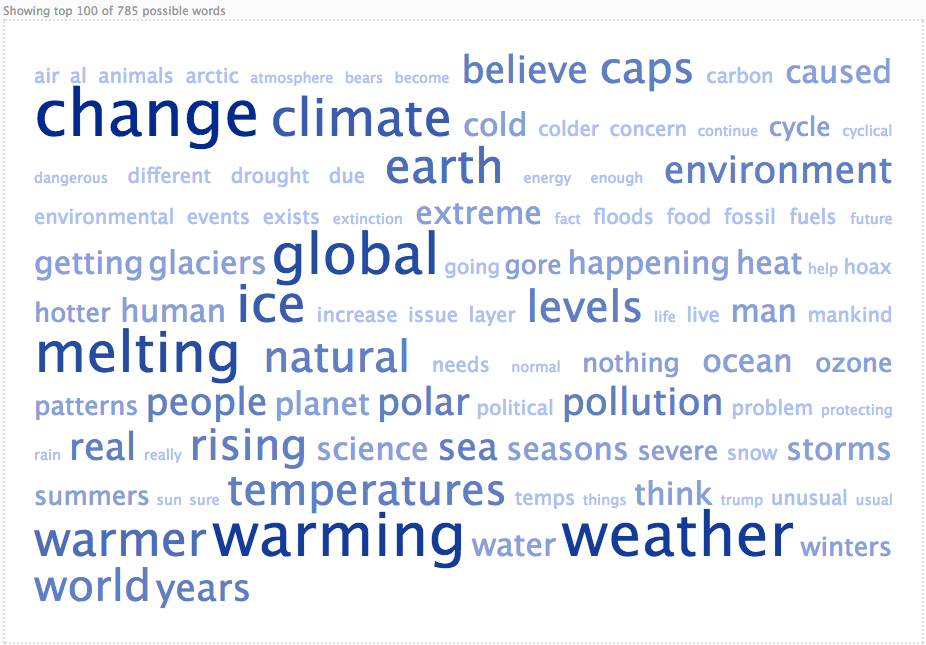 Showing top 100 of 785 possible words
air al animals arctic atmosphere bears become believe caps carbon caused
change climate cold colder concern continue cycle cyclical
dangerous different drought due earth energy enough environment
environmental events exists extinction extreme fact floods food fossil fuels future
getting glaciers global going gore happening heat help hoax
hotter human ice increase issue layer levels life live man mankind
melting natural needs normal nothing ocean ozone
patterns people planet polar political pollution problem protecting
rain real really rising science sea seasons severe snow storms
summers sun sure temperatures temps things think trump unusual usual
warmer warming water weather winters
world years